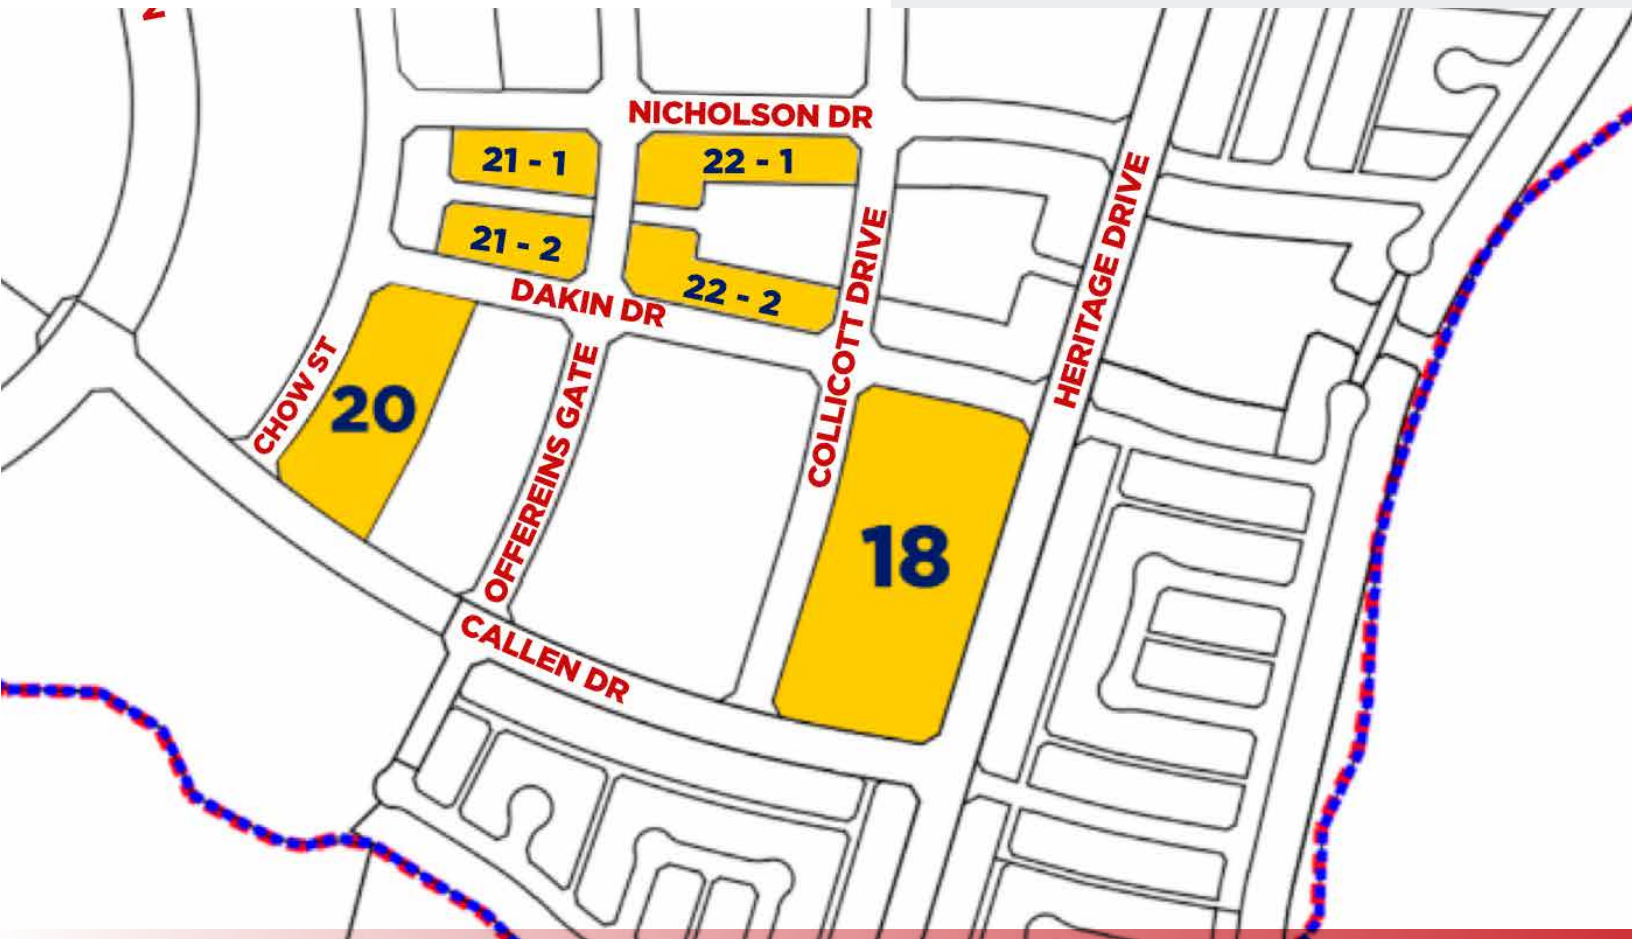 NICHOLSON DR
21 - 1
22 - 1
21 - 2
22 - 2
DAKIN DR
HERITAGE DRIVE
COLLICOTT DRIVE
CHOW ST
20
OFFEREINS GATE
18
CALLEN DR